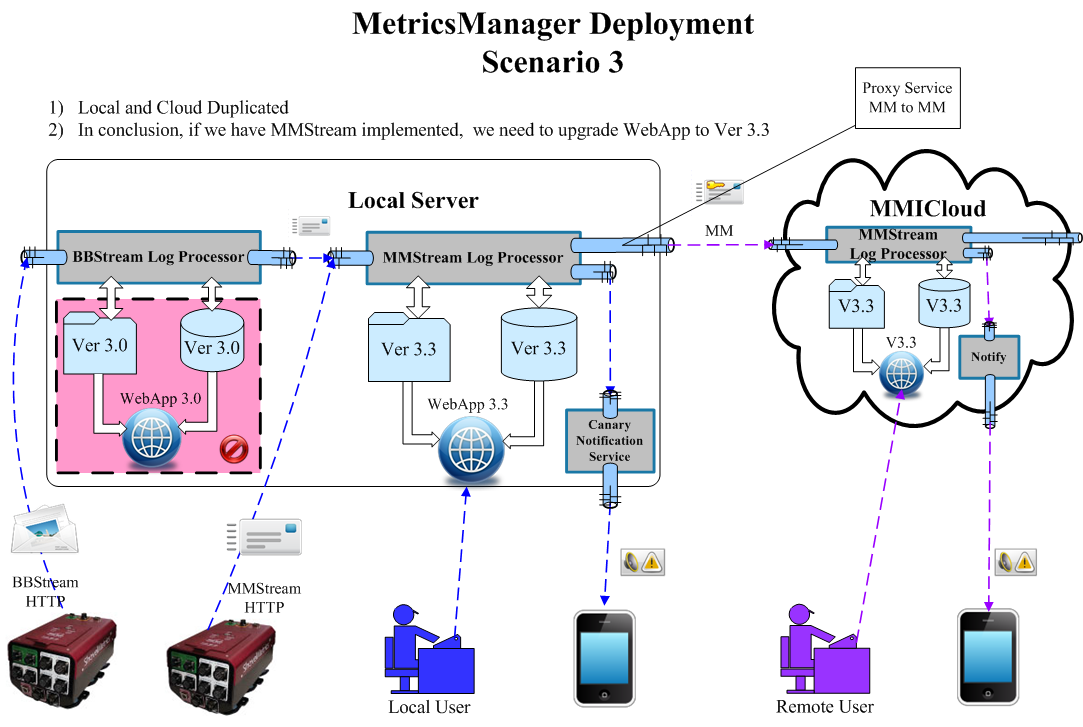 MetricsManager Deployment
Scenario 3
1) Local and Cloud Duplicated
2) In conclusion, if we have MMStream implemented, we need to upgrade WebApp to Ver 3.3
Proxy Service
MM to MM
Local Server
MM
MMICloud
BBStream Log Processor
MMStream Log Processor
MMStream
Log Processor
Ver 3.0
Ver 3.0
Ver 3.3
Ver 3.3
V3.3
V3.3
WebApp 3.0
WebApp 3.3
V3.3
Notify
Canary
Notification
Service
BBStream
HTTP
MMStream
HTTP
Local User
Remote User